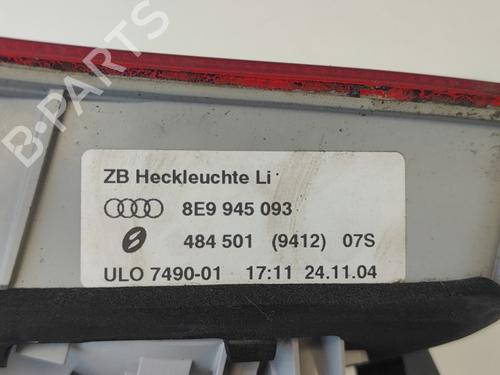 B-PARTS
ZB Heckleuchte Li
8E9 945 093
484 501 (9412) 07S
ULO 7490-01 17:11 24.11.04